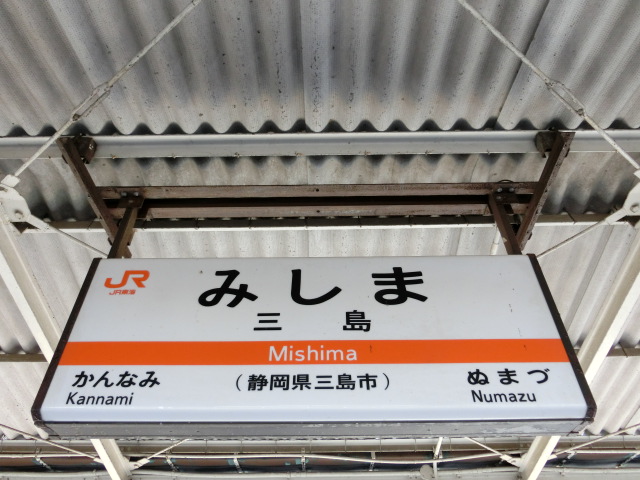 JR
JR東海
みしま
三島
Mishima
かんなみ
Kannami
(静岡県三島市)
ぬまづ
Numazu